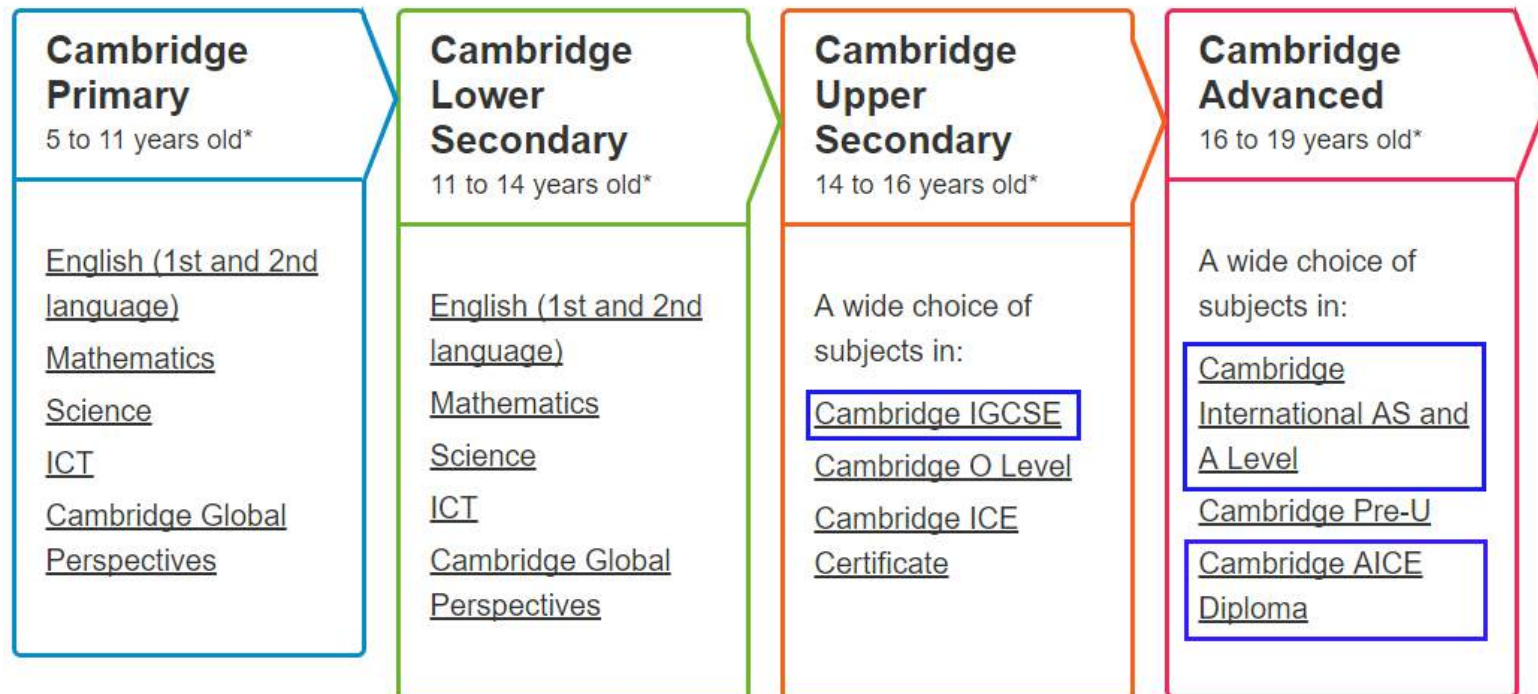 Cambridge
Primary
5 to 11 years old*
English (1st and 2nd
language)
Mathematics
Science
ICT
Cambridge Global
Perspectives
Cambridge
Lower
Secondary
11 to 14 years old*
English (1st and 2nd
language)
Mathematics
Science
ICT
Cambridge Global
Perspectives
Cambridge
Upper
Secondary
14 to 16 years old*
A wide choice of
subjects in:
Cambridge IGCSE
Cambridge O Level
Cambridge ICE
Certificate
Cambridge
Advanced
16 to 19 years old*
A wide choice of
subjects in:
Cambridge
International AS and
A Level
Cambridge Pre-U
Cambridge AICE
Diploma